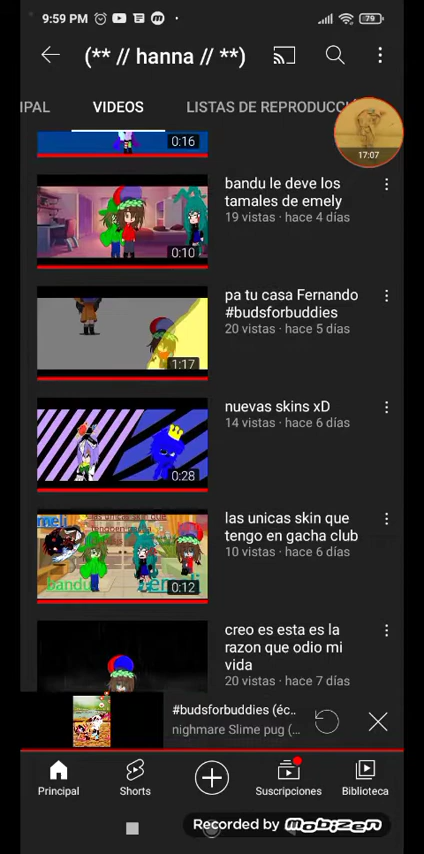 9:59 PM
79
(** // hanna // **)
IPAL
VIDEOS
LISTAS DE REPRODUCCI
17:07
0:16
bandu le deve los
tamales de emely
19 vistas · hace 4 días
0:10
pa tu casa Fernando
#budsforbuddies
20 vistas · hace 5 días
1:17
nuevas skins xD
14 vistas · hace 6 días
0:28
las unicas skin que
tengo en gacha club
10 vistas · hace 6 días
meli
bandu
0:12
creo es esta es la
razon que odio mi
vida
20 vistas · hace 7 días
#budsforbuddies (éc..
nighmare Slime pug (...
Principal
Shorts
Suscripciones
Biblioteca
Recorded by MOBIZEN